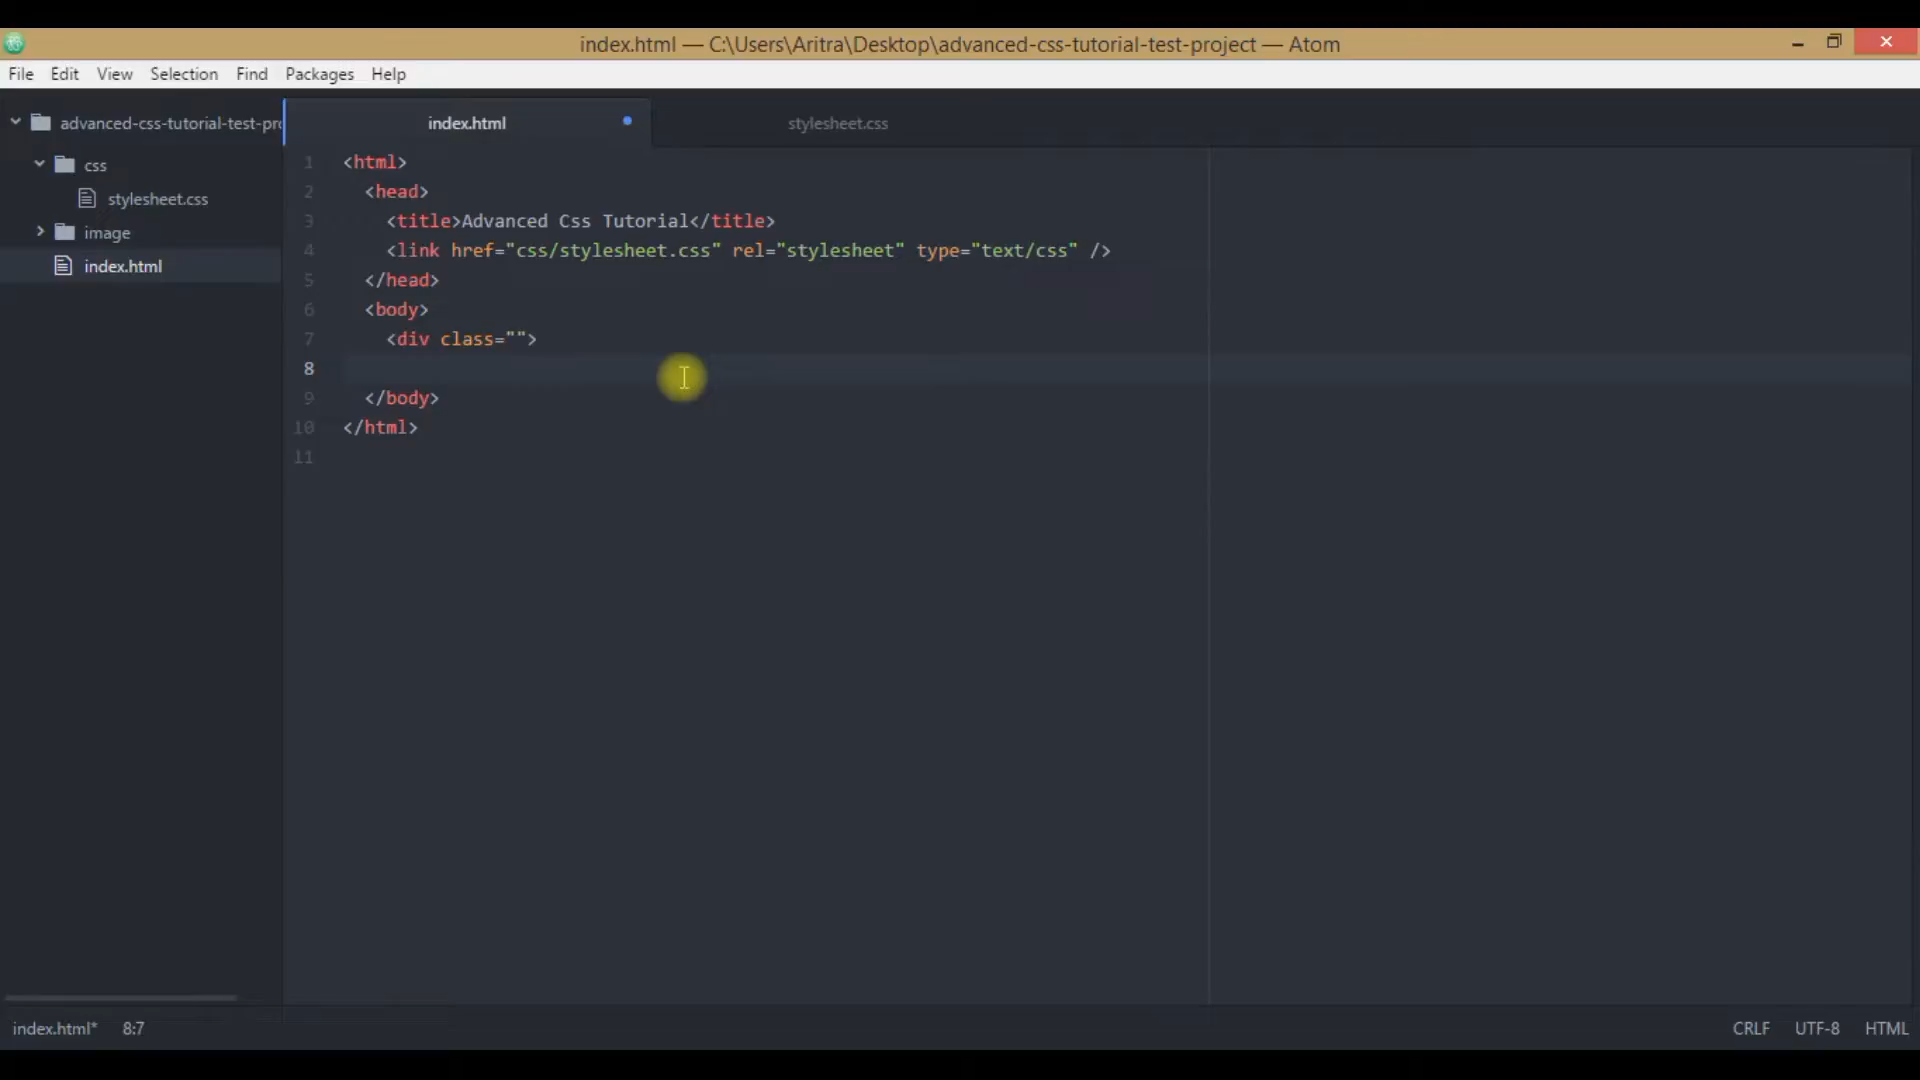 index.html — C:\Users\Aritra\Desktop\advanced-css-tutorial-test-project — Atom
File Edit View Selection Find Packages Help
advanced-css-tutorial-test-pro
css
stylesheet.css
image
index.html
index.html stylesheet.css
1 <html>
2 <head>
3 <title>Advanced Css Tutorial</title>
4 <link href="css/stylesheet.css" rel="stylesheet" type="text/css" />
5 </head>
6 <body>
7 <div class="">
8
9 </body>
10 </html>
11
index.html* 8:7 CRLF UTF-8 HTML